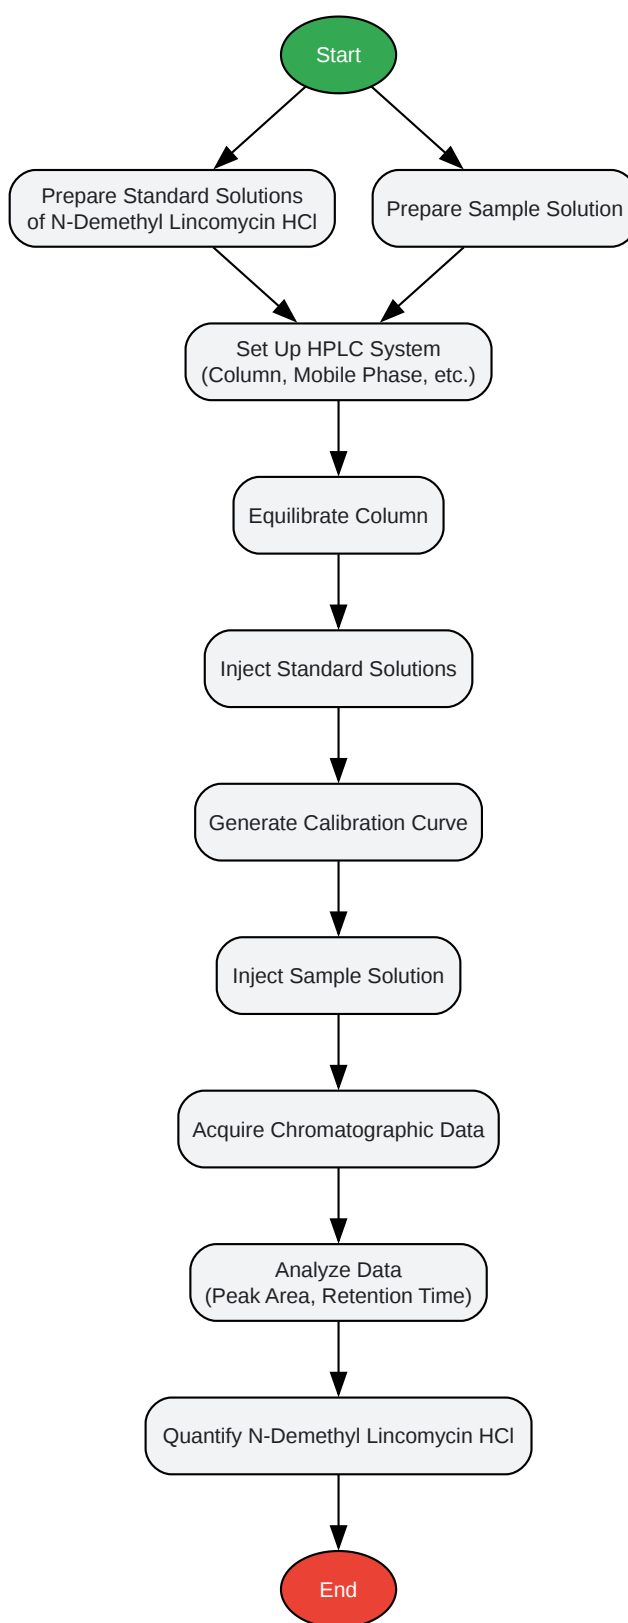 Start
Prepare Standard Solutions
of N-Demethyl Lincomycin HCl
Prepare Sample Solution
Set Up HPLC System
(Column, Mobile Phase, etc.)
Equilibrate Column
Inject Standard Solutions
Generate Calibration Curve
Inject Sample Solution
Acquire Chromatographic Data
Analyze Data
(Peak Area, Retention Time)
Quantify N-Demethyl Lincomycin HCl
End